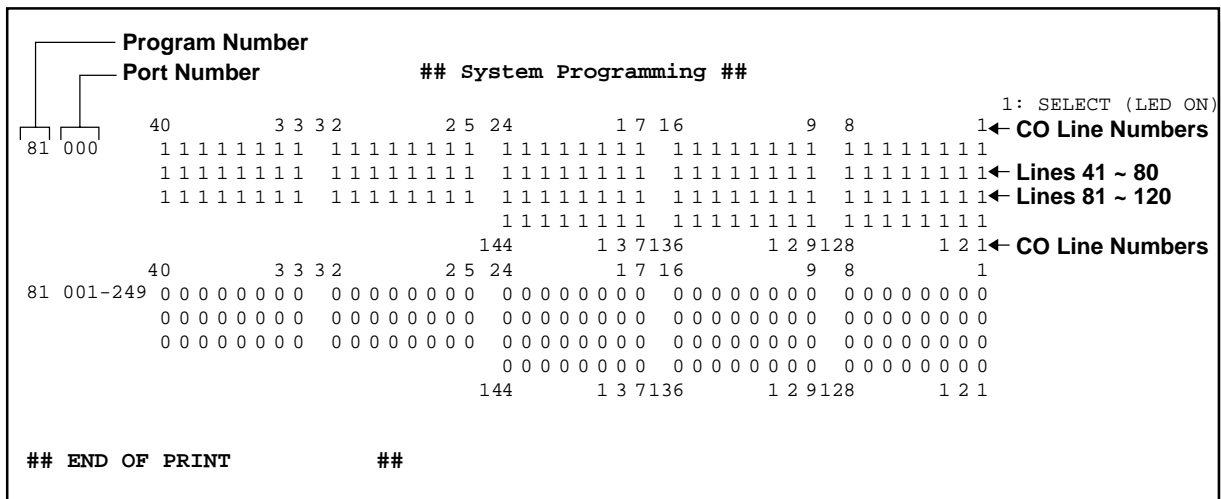 Program Number
Port Number
## System Programming ##
1: SELECT (LED ON)
40 3 3 3 2 2 5 24 1 7 16 9 8 1 ← CO Line Numbers
81 000 1 1 1 1 1 1 1 1 1 1 1 1 1 1 1 1 1 1 1 1 1 1 1 1 1 1 1 1 1 1 1 1 1 1 1 1 1 1 1 1
1 1 1 1 1 1 1 1 1 1 1 1 1 1 1 1 1 1 1 1 1 1 1 1 1 1 1 1 1 1 1 1 1 1 1 1 1 1 1 1 ← Lines 41 ~ 80
1 1 1 1 1 1 1 1 1 1 1 1 1 1 1 1 1 1 1 1 1 1 1 1 1 1 1 1 1 1 1 1 1 1 1 1 1 1 1 1 ← Lines 81 ~ 120
1 1 1 1 1 1 1 1 1 1 1 1 1 1 1 1 1 1 1 1 1 1 1 1
144 1 3 7136 1 2 9128 1 2 1 ← CO Line Numbers
40 3 3 3 2 2 5 24 1 7 16 9 8 1
81 001-249 0 0 0 0 0 0 0 0 0 0 0 0 0 0 0 0 0 0 0 0 0 0 0 0 0 0 0 0 0 0 0 0 0 0 0 0 0 0 0 0
0 0 0 0 0 0 0 0 0 0 0 0 0 0 0 0 0 0 0 0 0 0 0 0 0 0 0 0 0 0 0 0 0 0 0 0 0 0 0 0
0 0 0 0 0 0 0 0 0 0 0 0 0 0 0 0 0 0 0 0 0 0 0 0 0 0 0 0 0 0 0 0 0 0 0 0 0 0 0 0
0 0 0 0 0 0 0 0 0 0 0 0 0 0 0 0 0 0 0 0 0 0 0 0
144 1 3 7136 1 2 9128 1 2 1
## END OF PRINT ##